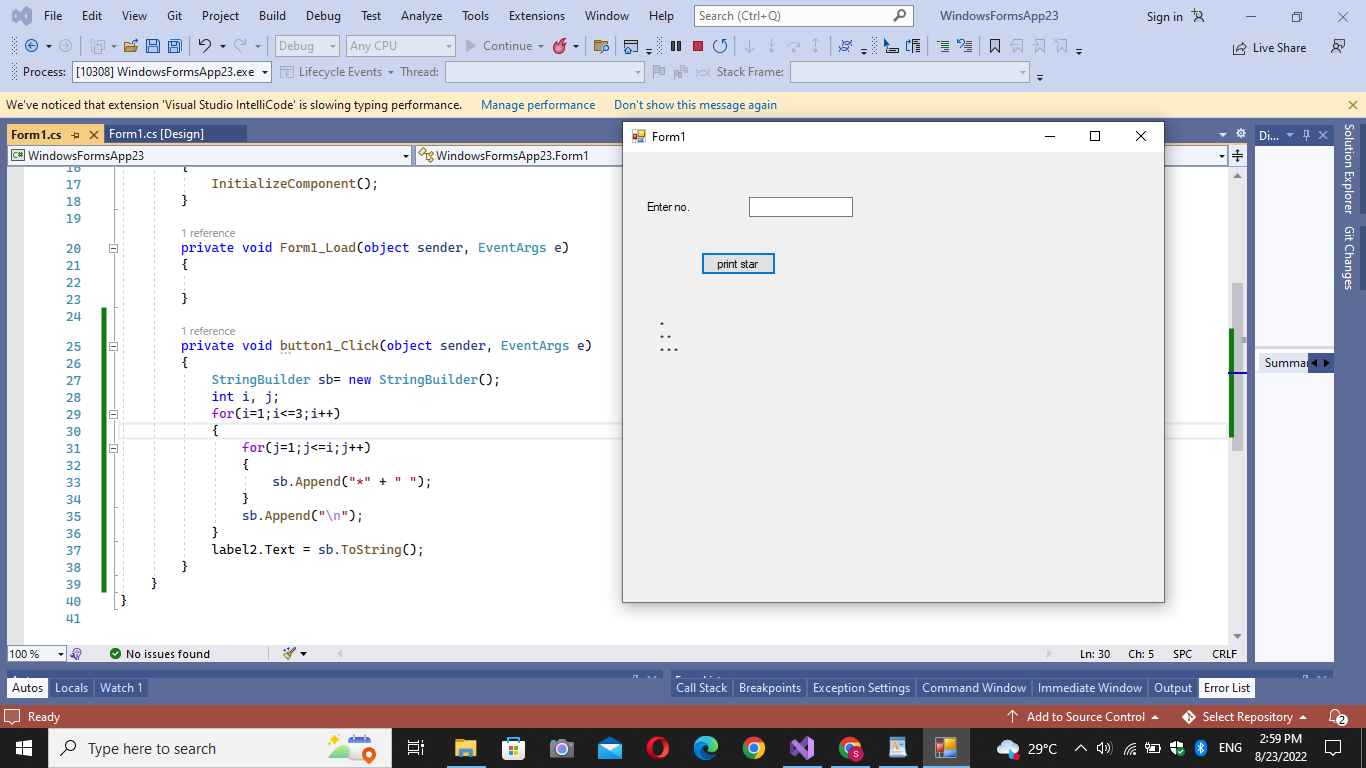 File Edit View Git Project Build Debug Test Analyze Tools Extensions Window Help Search (Ctrl+Q) WindowsFormsApp23 Sign in
Debug Any CPU Continue Live Share
Process: [10308] WindowsFormsApp23.exe Lifecycle Events Thread: Stack Frame:
We've noticed that extension 'Visual Studio IntelliCode' is slowing typing performance. Manage performance Don't show this message again
Form1.cs Form1.cs [Design]
Di...
C# WindowsFormsApp23 WindowsFormsApp23.Form1
Solution Explorer
Git Changes
Summar
16 {
17 InitializeComponent();
18 }
19
1 reference
20 private void Form1_Load(object sender, EventArgs e)
21 {
22
23 }
24
1 reference
25 private void button1_Click(object sender, EventArgs e)
26 {
27 StringBuilder sb= new StringBuilder();
28 int i, j;
29 for(i=1;i<=3;i++)
30 {
31 for(j=1;j<=i;j++)
32 {
33 sb.Append("*" + " ");
34 }
35 sb.Append("\n");
36 }
37 label2.Text = sb.ToString();
38 }
39 }
40 }
41
Form1
Enter no.
print star
*
* *
* * *
100 % No issues found Ln: 30 Ch: 5 SPC CRLF
Autos Locals Watch 1 Call Stack Breakpoints Exception Settings Command Window Immediate Window Output Error List
Ready Add to Source Control Select Repository 2
Type here to search S 29°C ENG 2:59 PM
8/23/2022